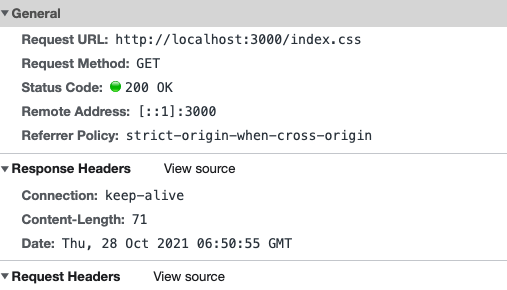 General
Request URL: http://localhost:3000/index.css
Request Method: GET
Status Code: 200 OK
Remote Address: [::1]:3000
Referrer Policy: strict-origin-when-cross-origin
Response Headers View source
Connection: keep-alive
Content-Length: 71
Date: Thu, 28 Oct 2021 06:50:55 GMT
Request Headers View source